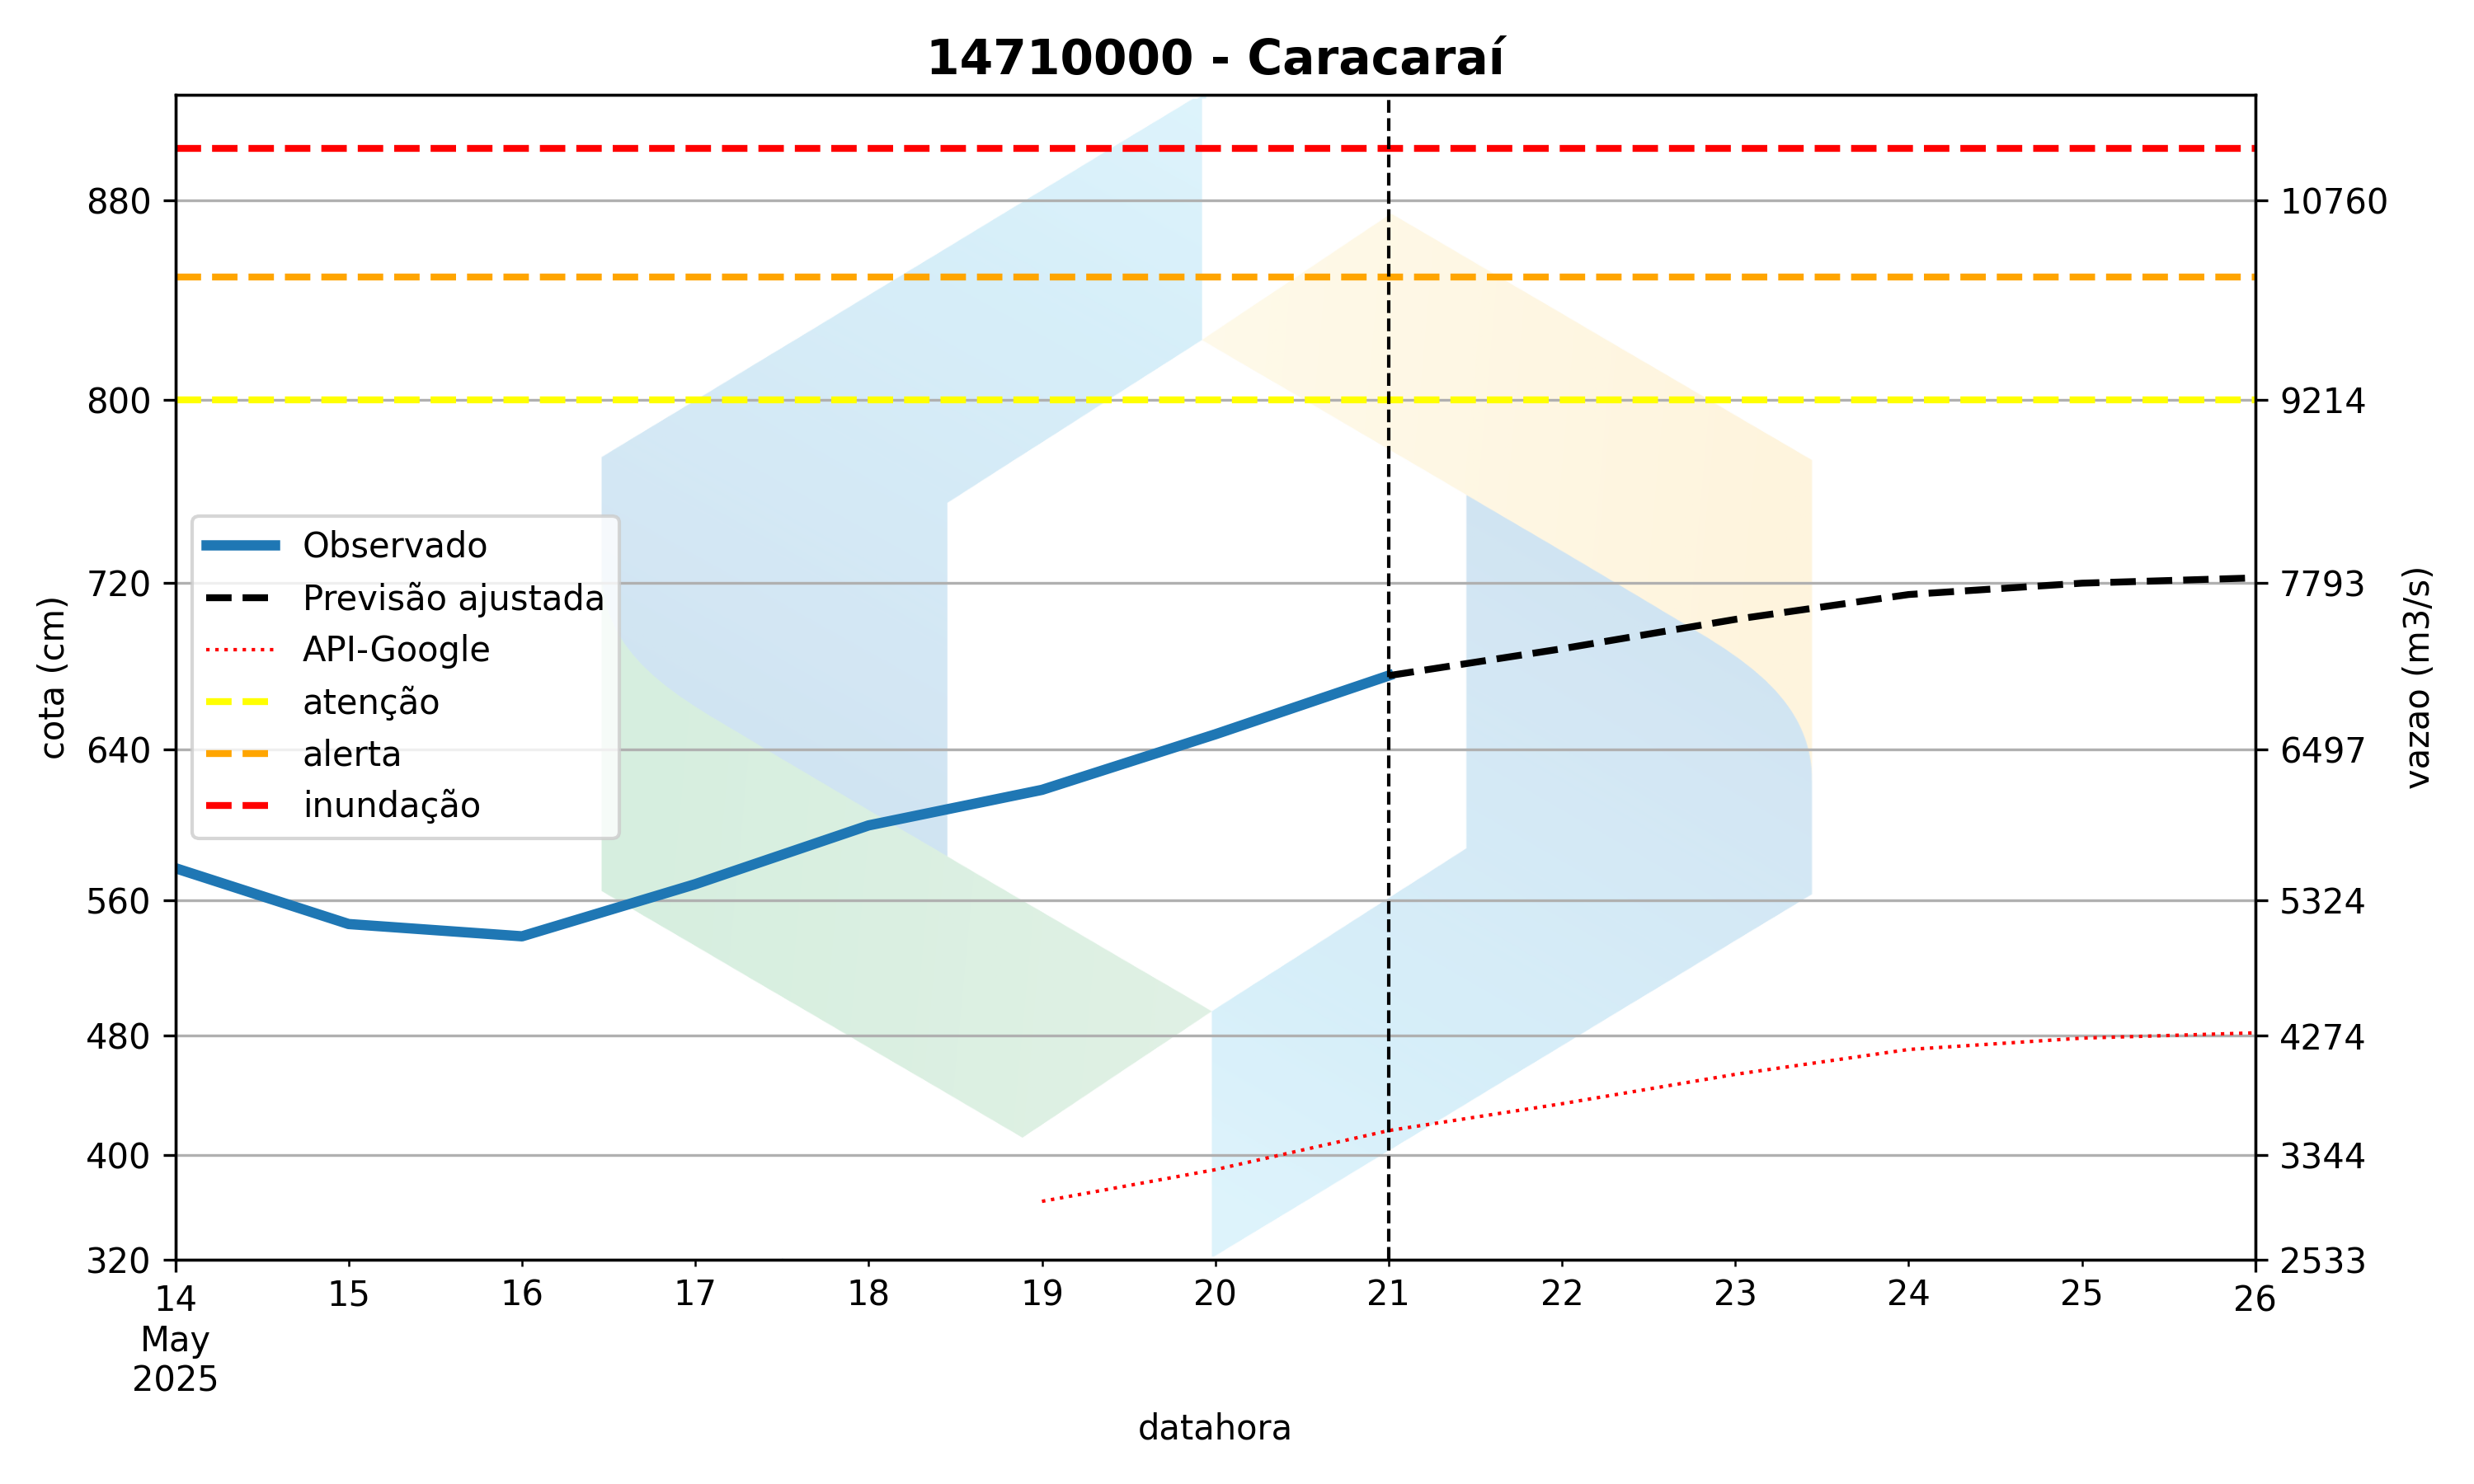 14710000 - Caracaraí
cota (cm)
880
800
720
640
560
480
400
320
10760
9214
7793
6497
5324
4274
3344
2533
vazao (m3/s)
Observado
Previsão ajustada
API-Google
atenção
alerta
inundação
14 15 16 17 18 19 20 21 22 23 24 25 26
May
2025
datahora